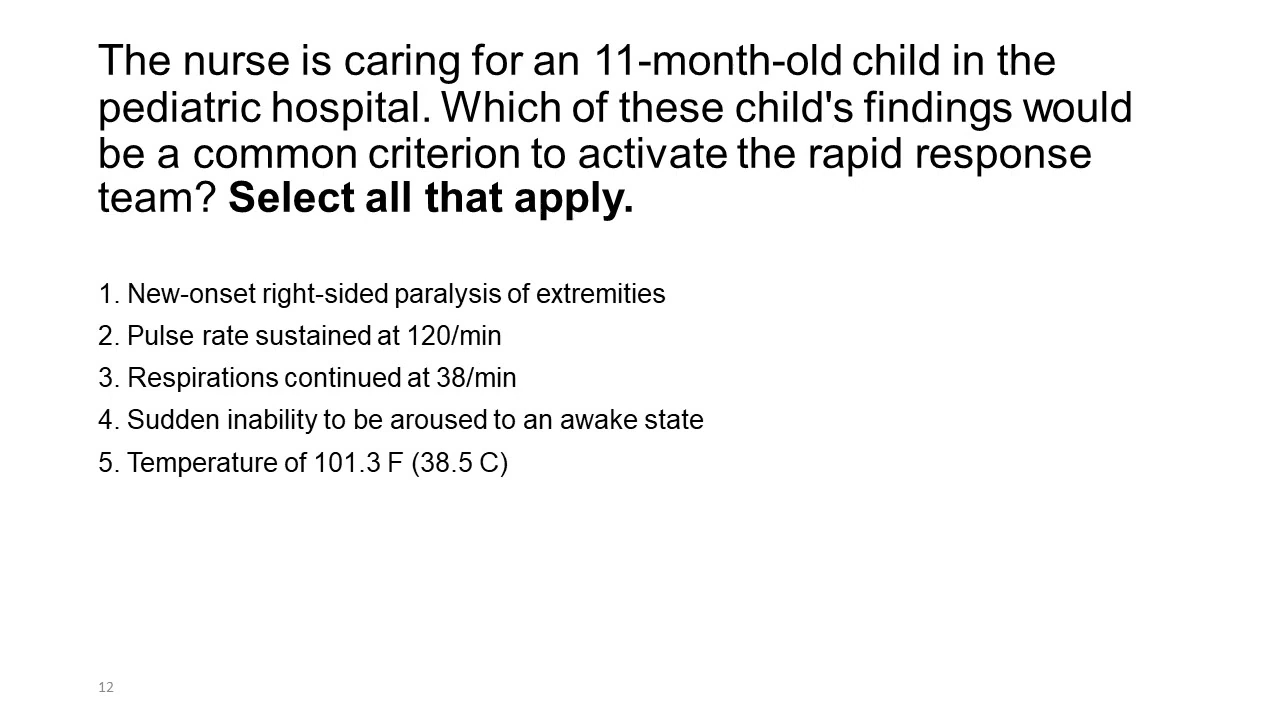 The nurse is caring for an 11-month-old child in the
pediatric hospital. Which of these child's findings would
be a common criterion to activate the rapid response
team? Select all that apply.
1. New-onset right-sided paralysis of extremities
2. Pulse rate sustained at 120/min
3. Respirations continued at 38/min
4. Sudden inability to be aroused to an awake state
5. Temperature of 101.3 F (38.5 C)
12